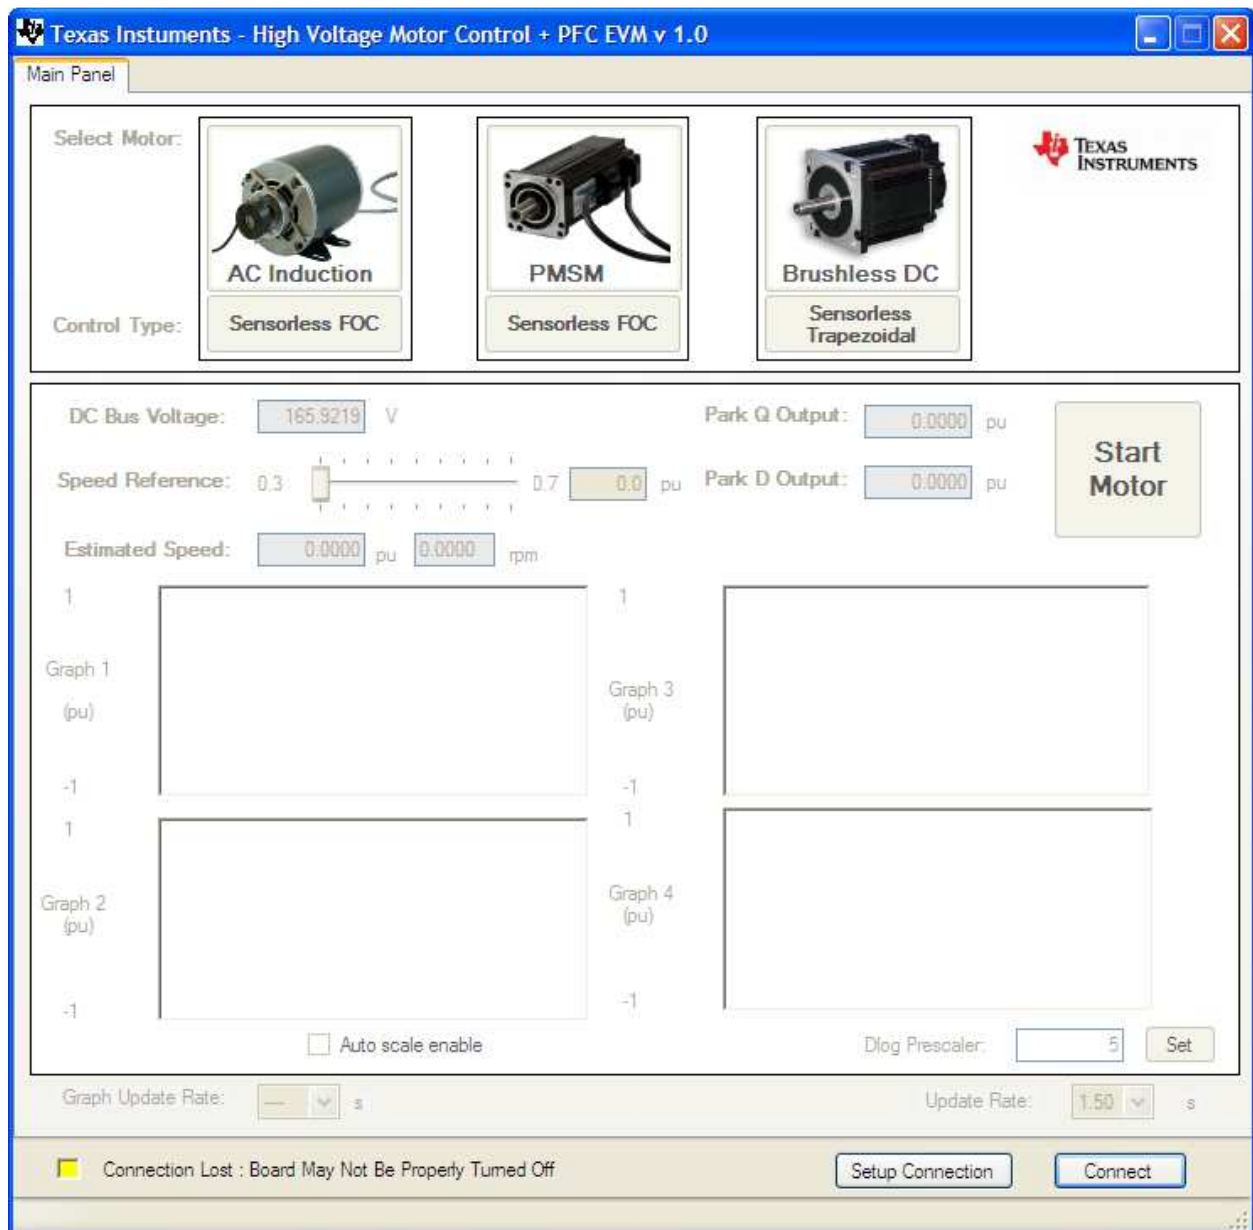 Texas Instuments - High Voltage Motor Control + PFC EVM v 1.0
Main Panel
Select Motor:
AC Induction
PMSM
Brushless DC
TEXAS
INSTRUMENTS
Control Type:
Sensorless FOC
Sensorless FOC
Sensorless
Trapezoidal
DC Bus Voltage: 165.9219 V
Park Q Output: 0.0000 pu
Start
Motor
Speed Reference: 0.3 0.7 0.0 pu
Park D Output: 0.0000 pu
Estimated Speed: 0.0000 pu 0.0000 rpm
1
Graph 1
(pu)
-1
1
Graph 3
(pu)
-1
1
Graph 2
(pu)
-1
1
Graph 4
(pu)
-1
Auto scale enable
Dlog Prescaler: 5 Set
Graph Update Rate: --- s
Update Rate: 1.50 s
Connection Lost : Board May Not Be Properly Turned Off
Setup Connection
Connect